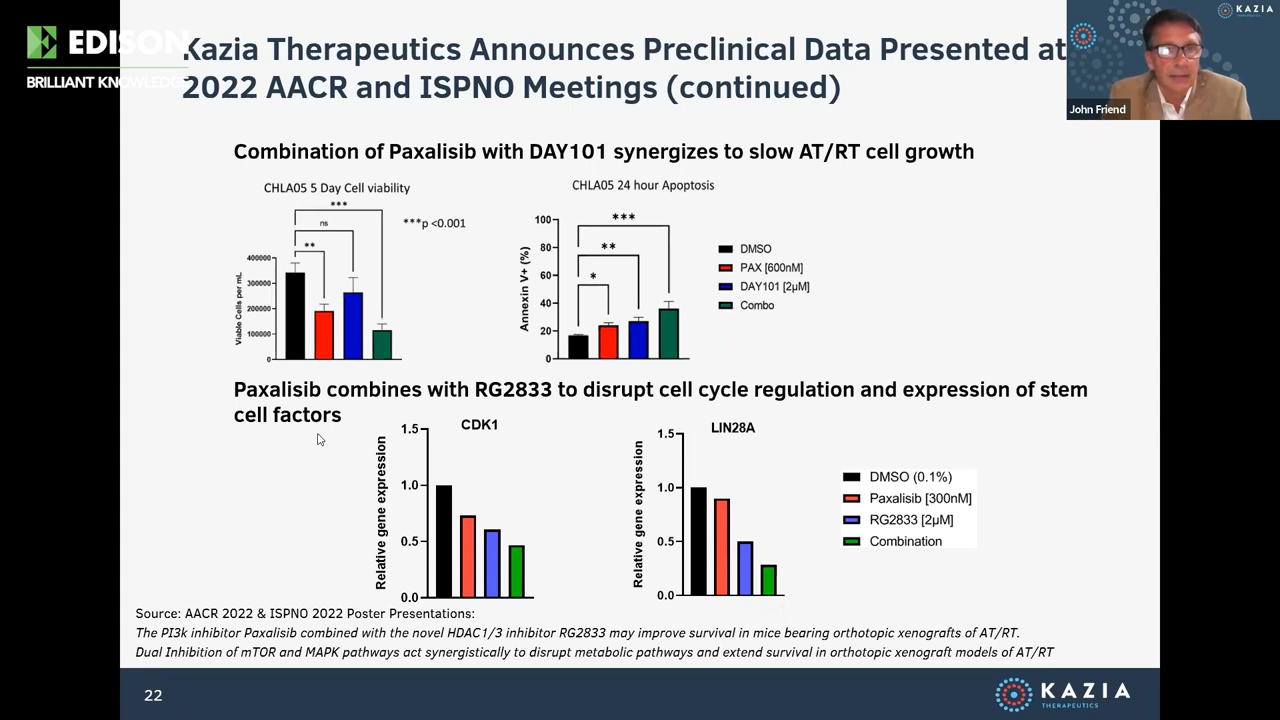 EDISON
BRILLIANT KNOWLEDGE
Kazia Therapeutics Announces Preclinical Data Presented at
2022 AACR and ISPNO Meetings (continued)
KAZIA
THERAPEUTICS
John Friend
Combination of Paxalisib with DAY101 synergizes to slow AT/RT cell growth
CHLA05 5 Day Cell viability
***
ns
**
***p <0.001
400000
300000
200000
100000
0
Viable Cells per mL
CHLA05 24 hour Apoptosis
***
**
*
100
80
60
40
20
0
Annexin V+ (%)
DMSO
PAX [600nM]
DAY101 [2µM]
Combo
Paxalisib combines with RG2833 to disrupt cell cycle regulation and expression of stem
cell factors
CDK1
1.5
1.0
0.5
0.0
Relative gene expression
LIN28A
1.5
1.0
0.5
0.0
Relative gene expression
DMSO (0.1%)
Paxalisib [300nM]
RG2833 [2µM]
Combination
Source: AACR 2022 & ISPNO 2022 Poster Presentations:
The PI3k inhibitor Paxalisib combined with the novel HDAC1/3 inhibitor RG2833 may improve survival in mice bearing orthotopic xenografts of AT/RT.
Dual Inhibition of mTOR and MAPK pathways act synergistically to disrupt metabolic pathways and extend survival in orthotopic xenograft models of AT/RT
22
KAZIA
THERAPEUTICS